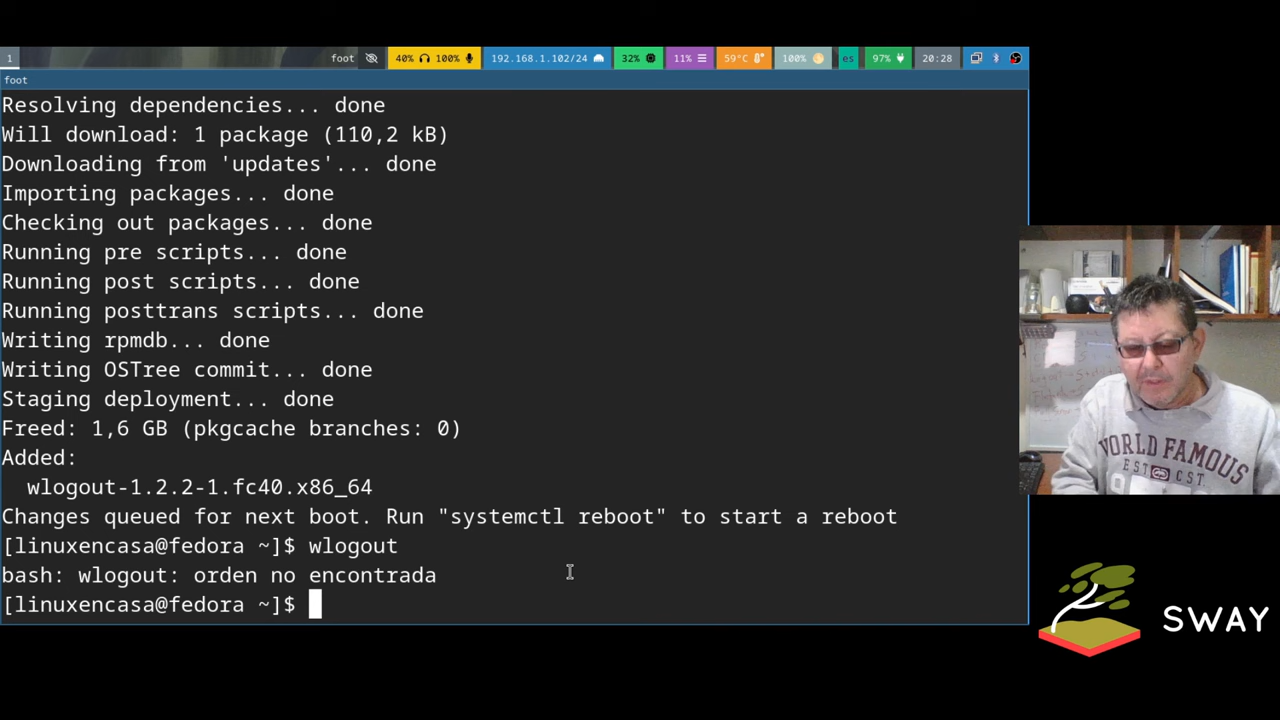 1
foot
40% 100%
192.168.1.102/24
32%
11%
59°C
100%
es
97%
20:28
foot
Resolving dependencies... done
Will download: 1 package (110,2 kB)
Downloading from 'updates'... done
Importing packages... done
Checking out packages... done
Running pre scripts... done
Running post scripts... done
Running posttrans scripts... done
Writing rpmdb... done
Writing OSTree commit... done
Staging deployment... done
Freed: 1,6 GB (pkgcache branches: 0)
Added:
wlogout-1.2.2-1.fc40.x86_64
Changes queued for next boot. Run "systemctl reboot" to start a reboot
[linuxencasa@fedora ~]$ wlogout
bash: wlogout: orden no encontrada
[linuxencasa@fedora ~]$
WORLD FAMOUS
EST CST.
SWAY